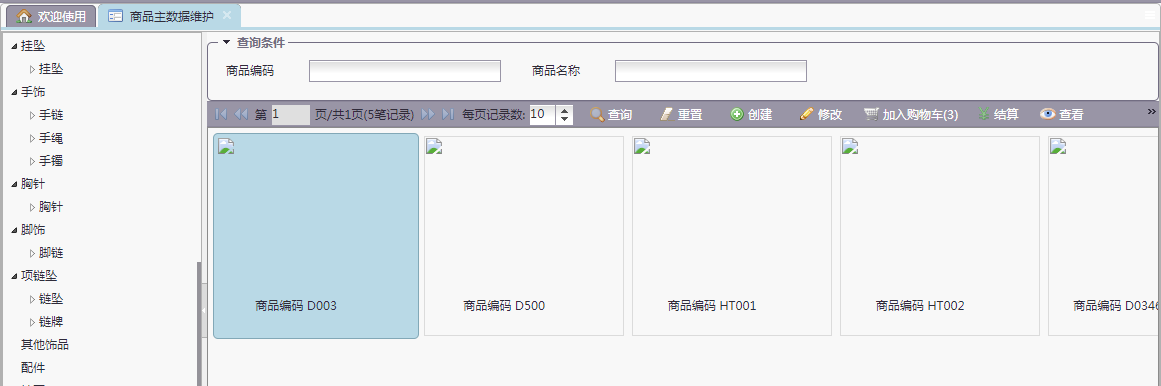 欢迎使用
商品主数据维护
挂坠
挂坠
手饰
手链
手绳
手镯
胸针
胸针
脚饰
脚链
项链坠
链坠
链牌
其他饰品
配件
查询条件
商品编码
商品名称
第 1 页/共1页(5笔记录) 每页记录数: 10 查询 重置 创建 修改 加入购物车(3) 结算 查看 »
商品编码 D003
商品编码 D500
商品编码 HT001
商品编码 HT002
商品编码 D0346